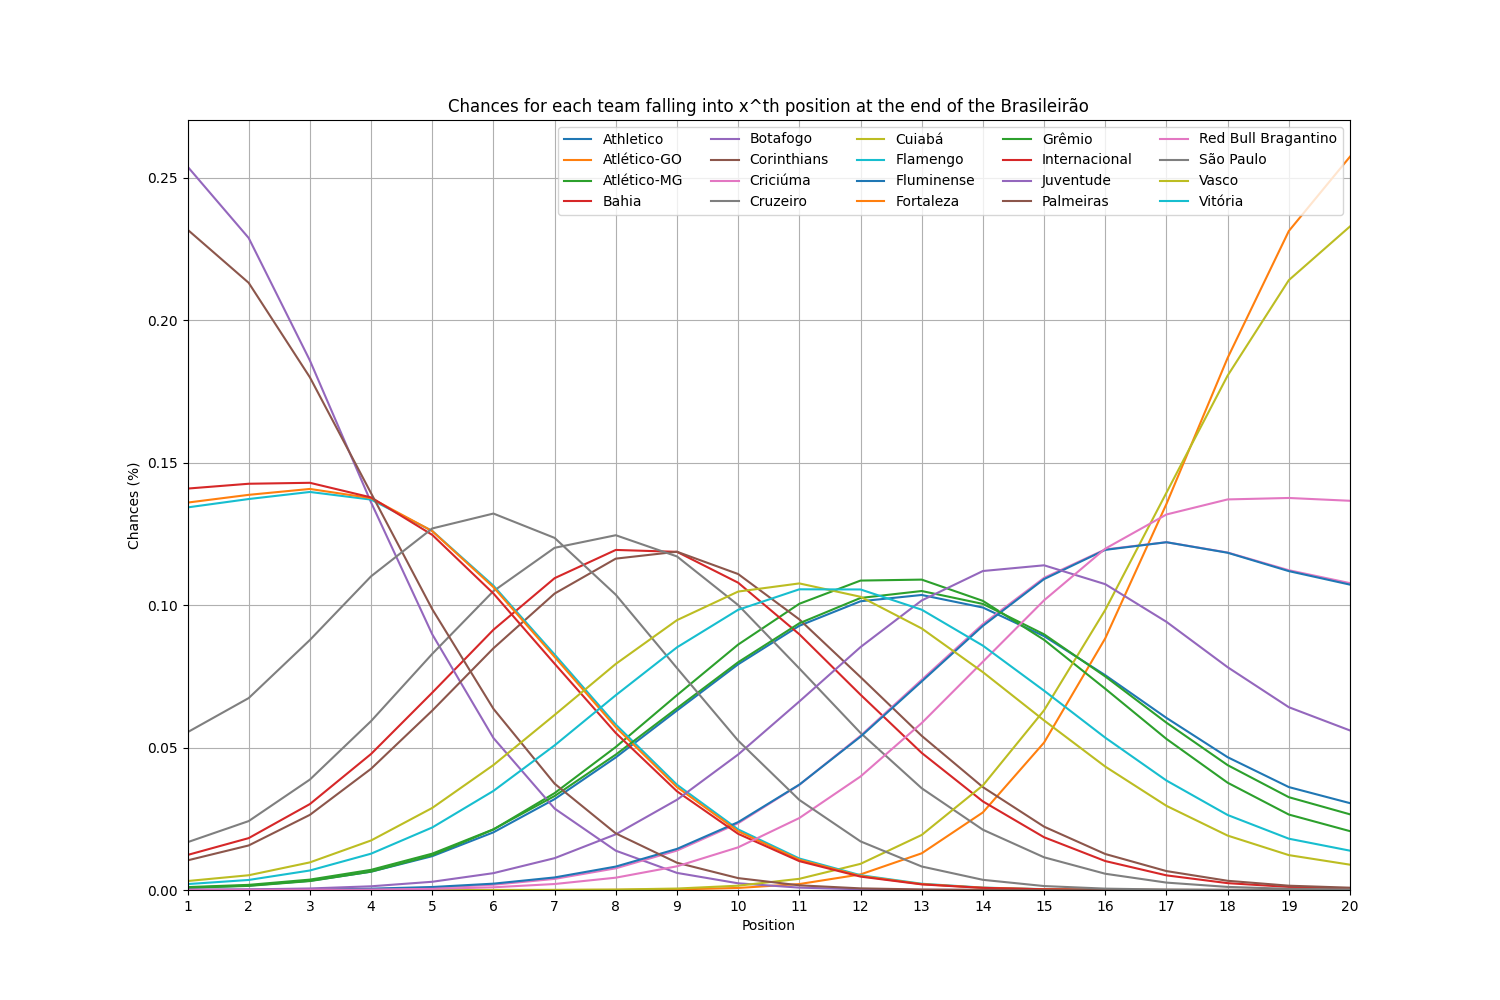 Chances for each team falling into x^th position at the end of the Brasileirão
Athletico Botafogo Cuiabá Grêmio Red Bull Bragantino
Atlético-GO Corinthians Flamengo Internacional São Paulo
Atlético-MG Criciúma Fluminense Juventude Vasco
Bahia Cruzeiro Fortaleza Palmeiras Vitória
0.25
0.20
0.15
0.10
0.05
0.00
Chances (%)
1 2 3 4 5 6 7 8 9 10 11 12 13 14 15 16 17 18 19 20
Position